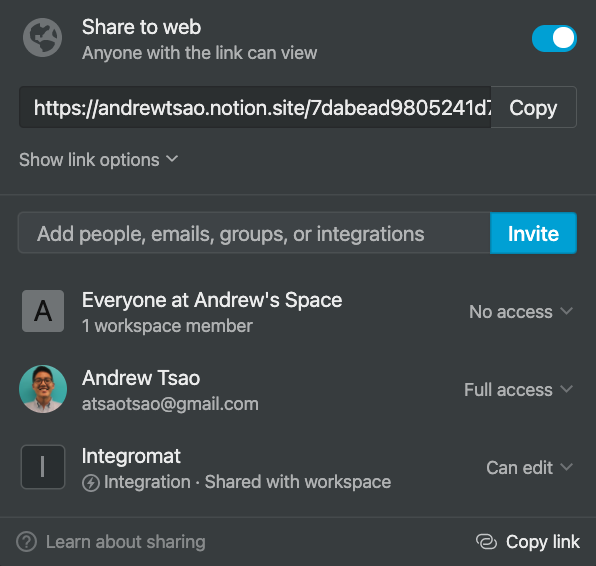 Share to web
Anyone with the link can view
https://andrewtsao.notion.site/7dabead9805241d7
Copy
Show link options
Add people, emails, groups, or integrations
Invite
A
Everyone at Andrew's Space
1 workspace member
No access
Andrew Tsao
atsaotsao@gmail.com
Full access
I
Integromat
Integration · Shared with workspace
Can edit
? Learn about sharing
Copy link